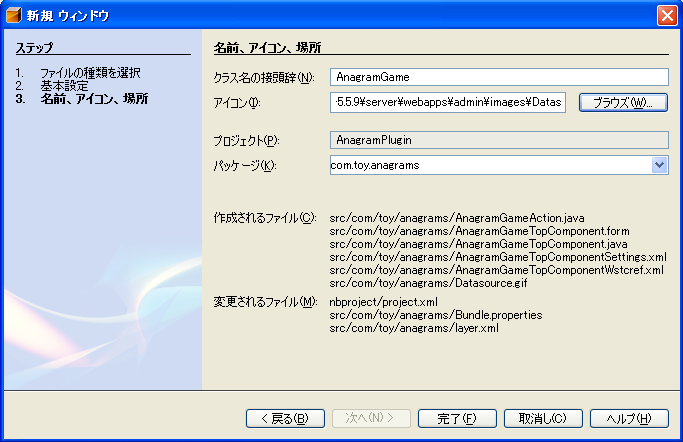 新規 ウィンドウ
ステップ
1. ファイルの種類を選択
2. 基本設定
3. 名前、アイコン、場所
名前、アイコン、場所
クラス名の接頭辞(N): AnagramGame
アイコン(I): 5.5.9¥server¥webapps¥admin¥images¥Datas ブラウズ(W)...
プロジェクト(P): AnagramPlugin
パッケージ(K): com.toy.anagrams
作成されるファイル(C): src/com/toy/anagrams/AnagramGameAction.java
src/com/toy/anagrams/AnagramGameTopComponent.form
src/com/toy/anagrams/AnagramGameTopComponent.java
src/com/toy/anagrams/AnagramGameTopComponentSettings.xml
src/com/toy/anagrams/AnagramGameTopComponentWstcref.xml
src/com/toy/anagrams/Datasource.gif
変更されるファイル(M): nbproject/project.xml
src/com/toy/anagrams/Bundle.properties
src/com/toy/anagrams/layer.xml
< 戻る(B) 次へ(N) > 完了(F) 取消し(C) ヘルプ(H)